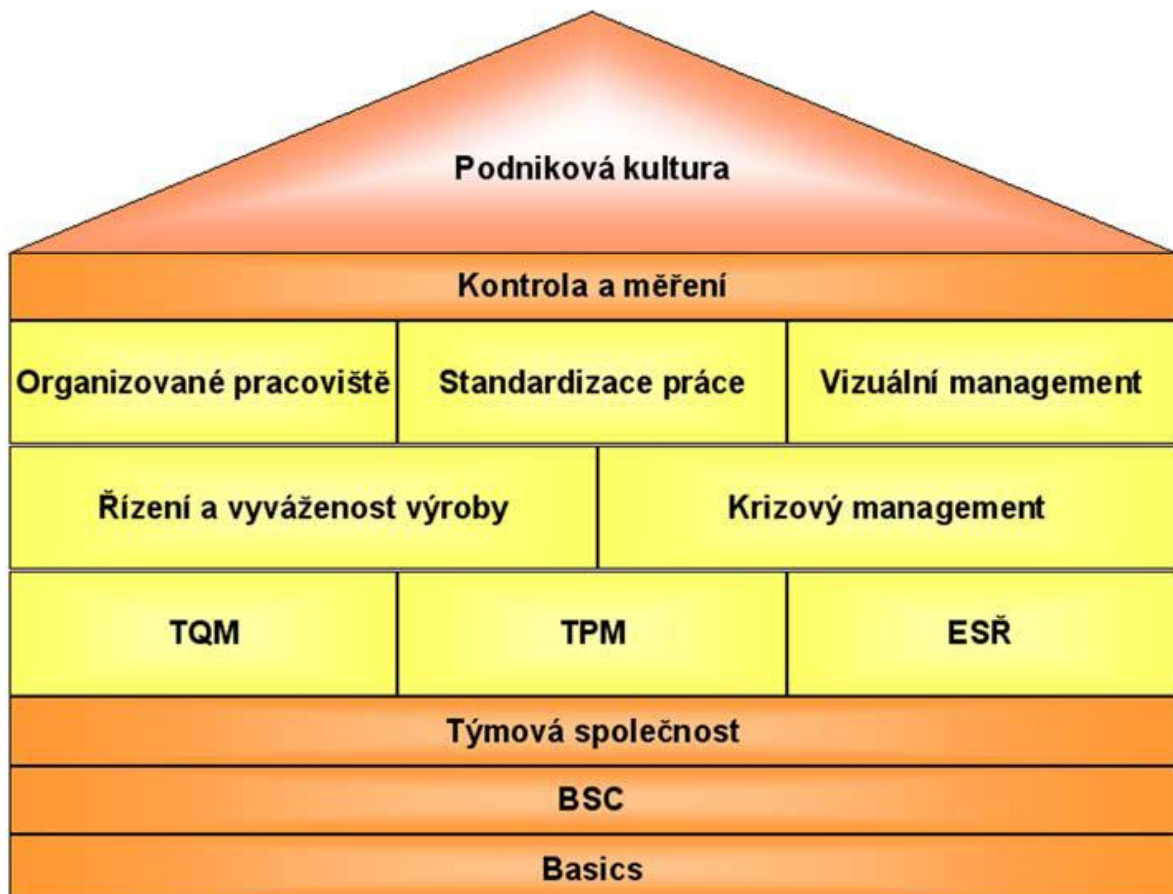 Podniková kultura
Kontrola a měření
Organizované pracoviště
Standardizace práce
Vizuální management
Řízení a vyváženost výroby
Krizový management
TQM
TPM
ESŘ
Týmová společnost
BSC
Basics